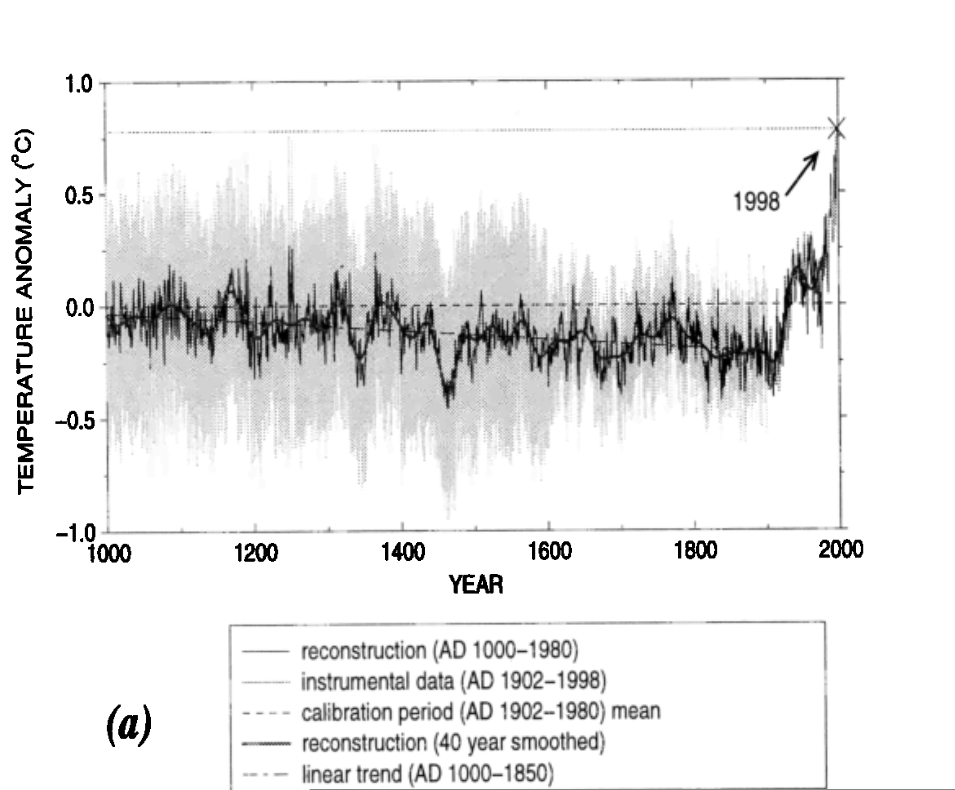 1.0
0.5
0.0
−0.5
−1.0
TEMPERATURE ANOMALY (°C)
1998
1000 1200 1400 1600 1800 2000
YEAR
(a)
reconstruction (AD 1000−1980)
instrumental data (AD 1902−1998)
calibration period (AD 1902−1980) mean
reconstruction (40 year smoothed)
linear trend (AD 1000−1850)